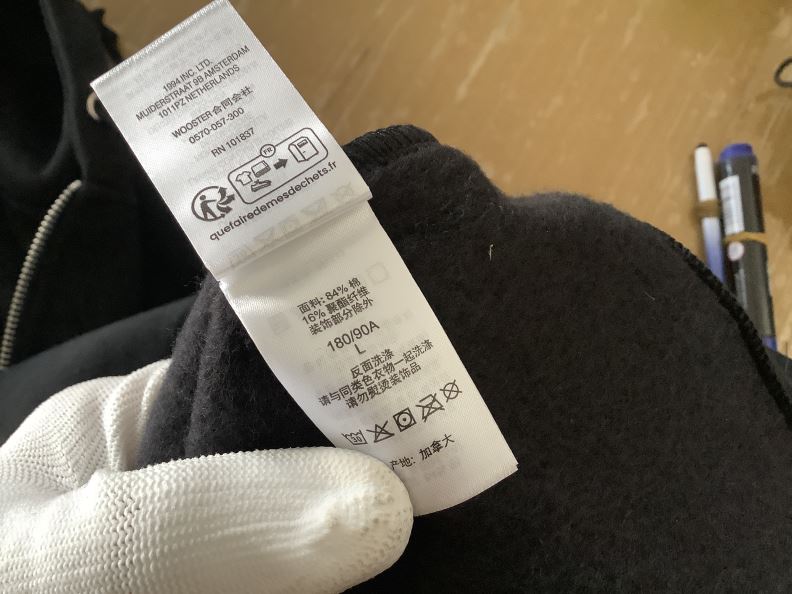 1994 INC. LTD.
MUIDERSTRAAT 9B AMSTERDAM
1011PZ NETHERLANDS
WOOSTER合同会社
0570-057-300
RN 101837
FR
quefairedemesdechets.fr
面料: 84% 棉
16% 聚酯纤维
装饰部分除外
180/90A
L
反面洗涤
请与同类色衣物一起洗涤
请勿熨烫装饰品
30
产地: 加拿大